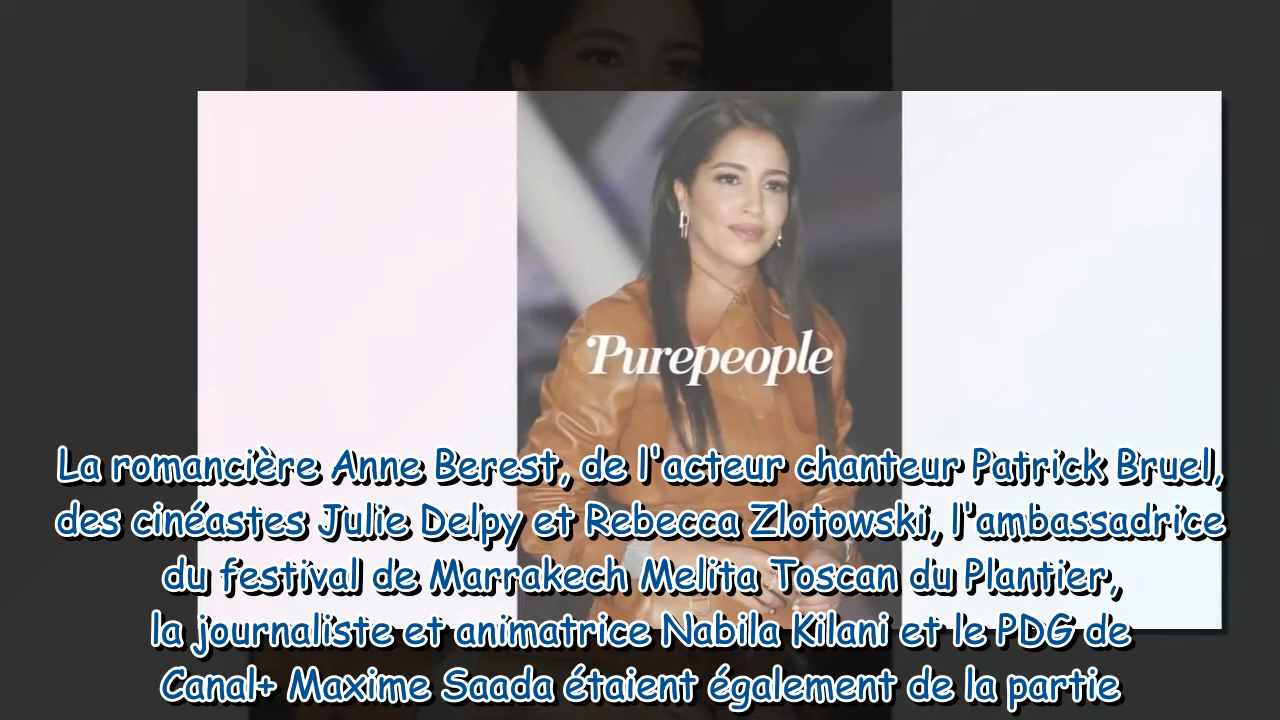 Purepeople
La romancière Anne Berest, de l'acteur chanteur Patrick Bruel,
des cinéastes Julie Delpy et Rebecca Zlotowski, l'ambassadrice
du festival de Marrakech Melita Toscan du Plantier,
la journaliste et animatrice Nabila Kilani et le PDG de
Canal+ Maxime Saada étaient également de la partie